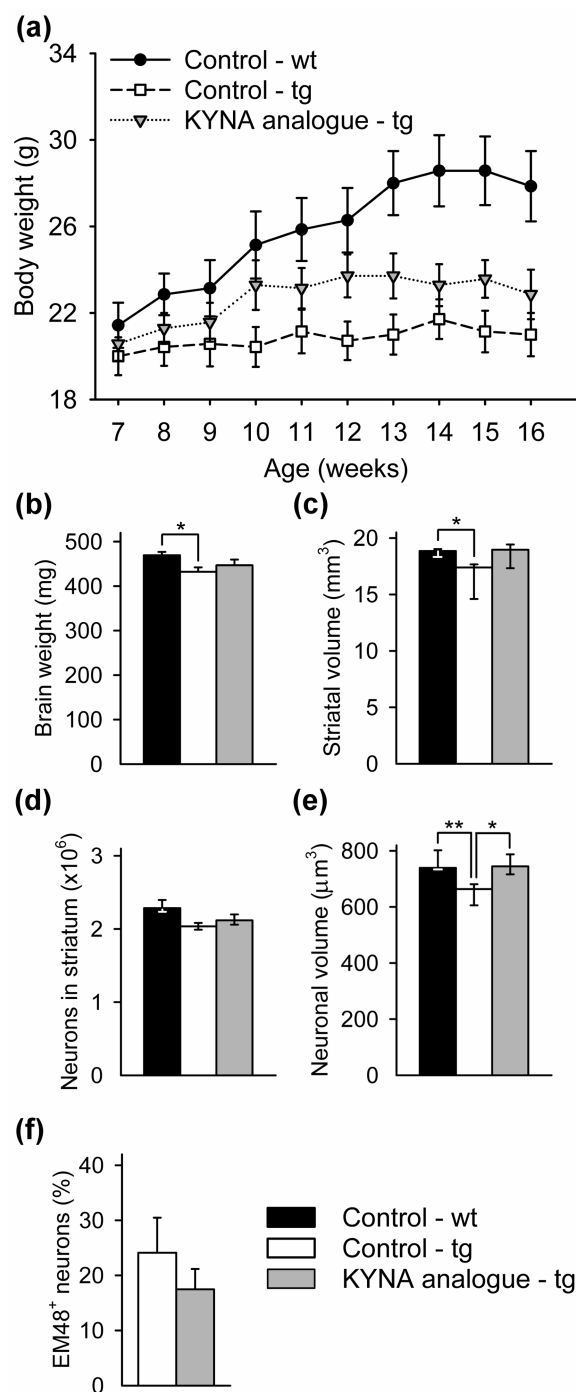 (a)
34
30
26
22
18
Body weight (g)
Control - wt
Control - tg
KYNA analogue - tg
7 8 9 10 11 12 13 14 15 16
Age (weeks)
(b)
500
400
300
200
100
0
Brain weight (mg)
*
(c)
20
15
10
5
0
Striatal volume (mm³)
*
(d)
3
2
1
0
Neurons in striatum (x10⁶)
(e)
800
600
400
200
0
Neuronal volume (µm³)
** *
(f)
40
30
20
10
0
EM48⁺ neurons (%)
Control - wt
Control - tg
KYNA analogue - tg